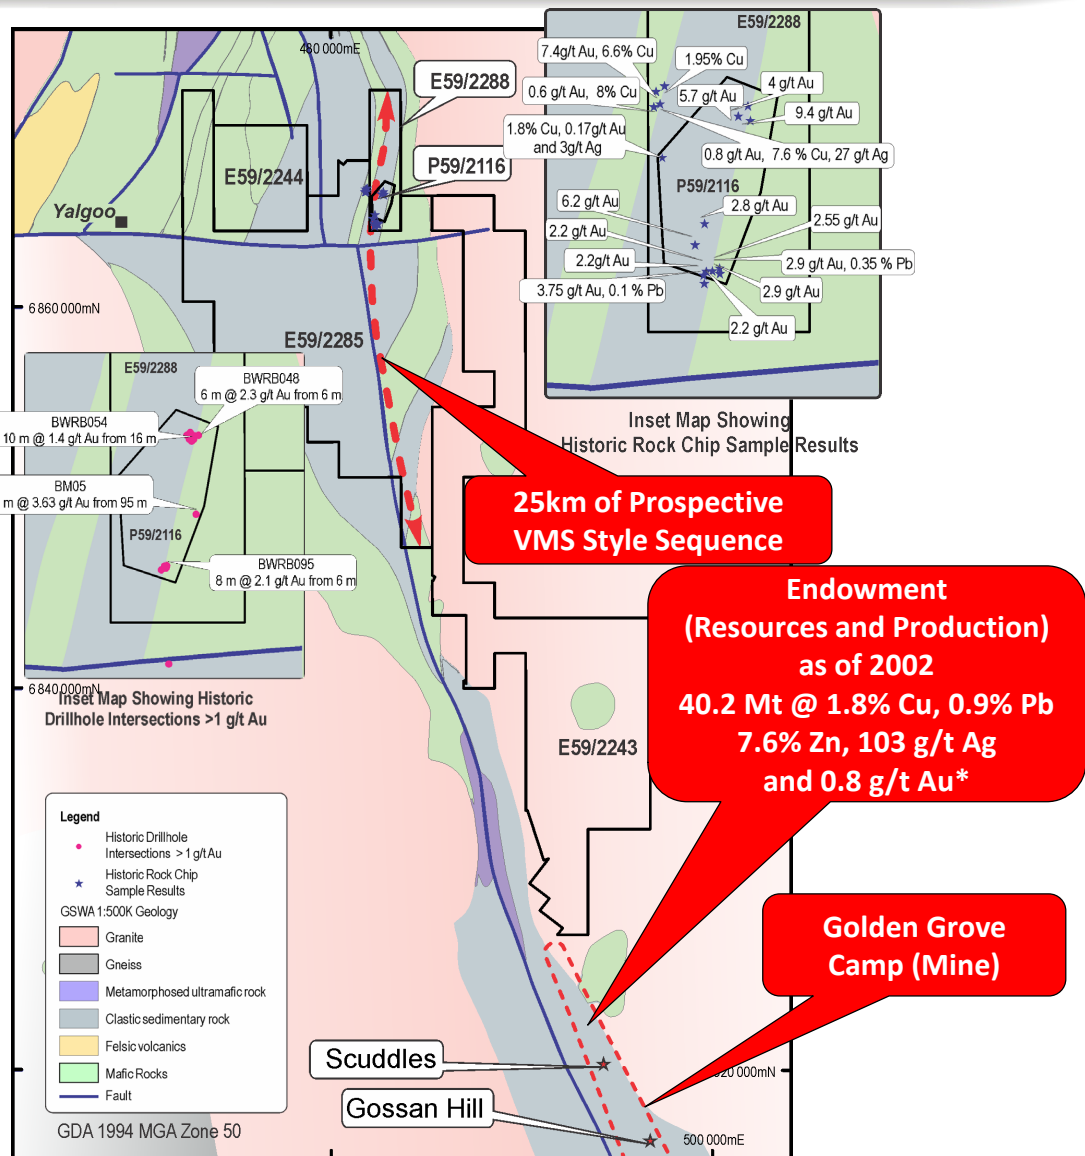 480 000mE
E59/2288
P59/2116
E59/2244
Yalgoo
6 860 000mN
E59/2285
E59/2288
7.4g/t Au, 6.6% Cu
1.95% Cu
0.6 g/t Au, 8% Cu
5.7 g/t Au
4 g/t Au
9.4 g/t Au
1.8% Cu, 0.17g/t Au
and 3g/t Ag
0.8 g/t Au, 7.6 % Cu, 27 g/t Ag
P59/2116
6.2 g/t Au
2.8 g/t Au
2.2 g/t Au
2.55 g/t Au
2.2g/t Au
2.9 g/t Au, 0.35 % Pb
3.75 g/t Au, 0.1 % Pb
2.9 g/t Au
2.2 g/t Au
Inset Map Showing
Historic Rock Chip Sample Results
E59/2288
BWRB048
6 m @ 2.3 g/t Au from 6 m
BWRB054
10 m @ 1.4 g/t Au from 16 m
BM05
m @ 3.63 g/t Au from 95 m
P59/2116
BWRB095
8 m @ 2.1 g/t Au from 6 m
6 840 000mN
Inset Map Showing Historic
Drillhole Intersections >1 g/t Au
25km of Prospective
VMS Style Sequence
Endowment
(Resources and Production)
as of 2002
40.2 Mt @ 1.8% Cu, 0.9% Pb
7.6% Zn, 103 g/t Ag
and 0.8 g/t Au*
E59/2243
Golden Grove
Camp (Mine)
Scuddles
Gossan Hill
20 000mN
500 000mE
Legend
Historic Drillhole
Intersections > 1 g/t Au
Historic Rock Chip
Sample Results
GSWA 1:500K Geology
Granite
Gneiss
Metamorphosed ultramafic rock
Clastic sedimentary rock
Felsic volcanics
Mafic Rocks
Fault
GDA 1994 MGA Zone 50